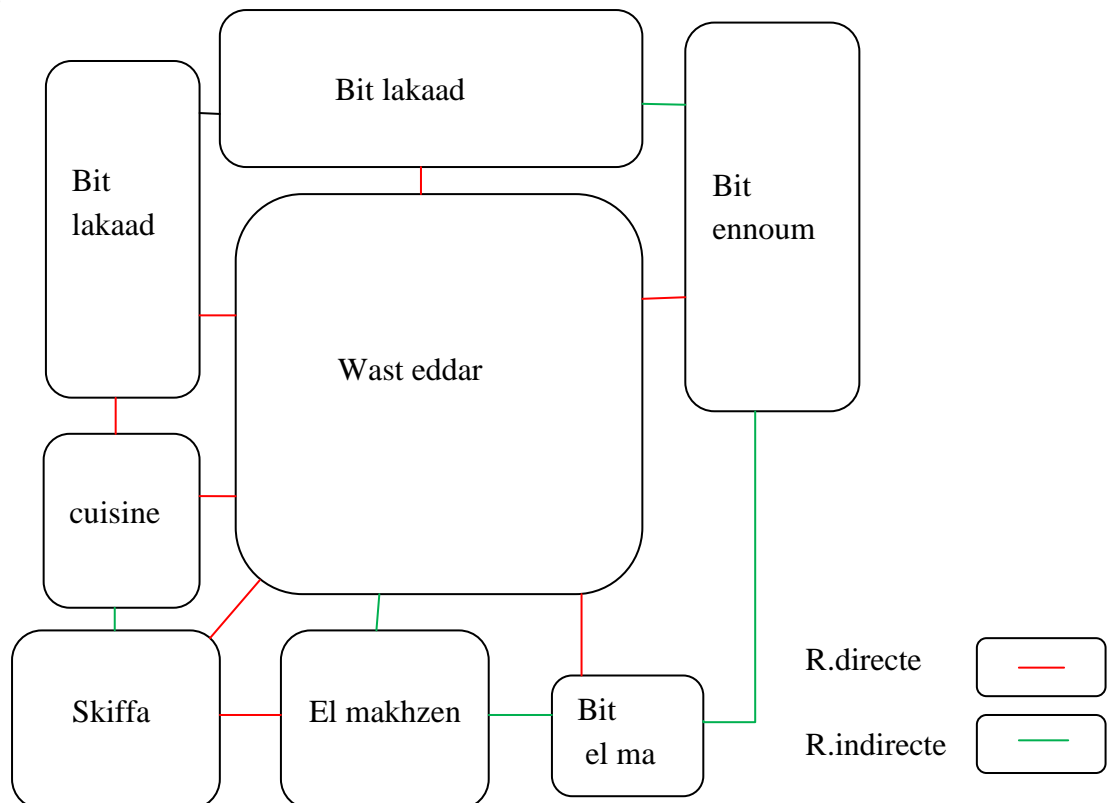 Bit lakaad
Bit
lakaad
Bit
ennoum
Wast eddar
cuisine
Skiffa
El makhzen
Bit
el ma
R.directe
R.indirecte